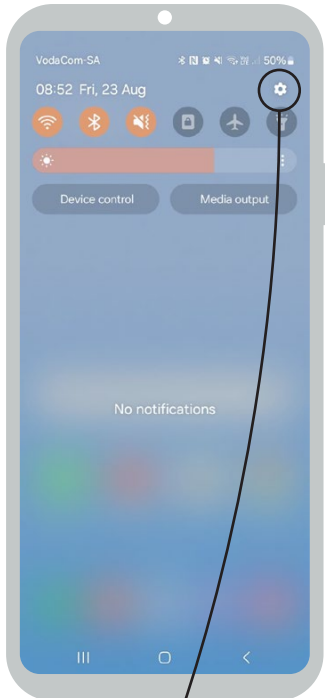 VodaCom-SA 50%
08:52 Fri, 23 Aug
Device control Media output
No notifications